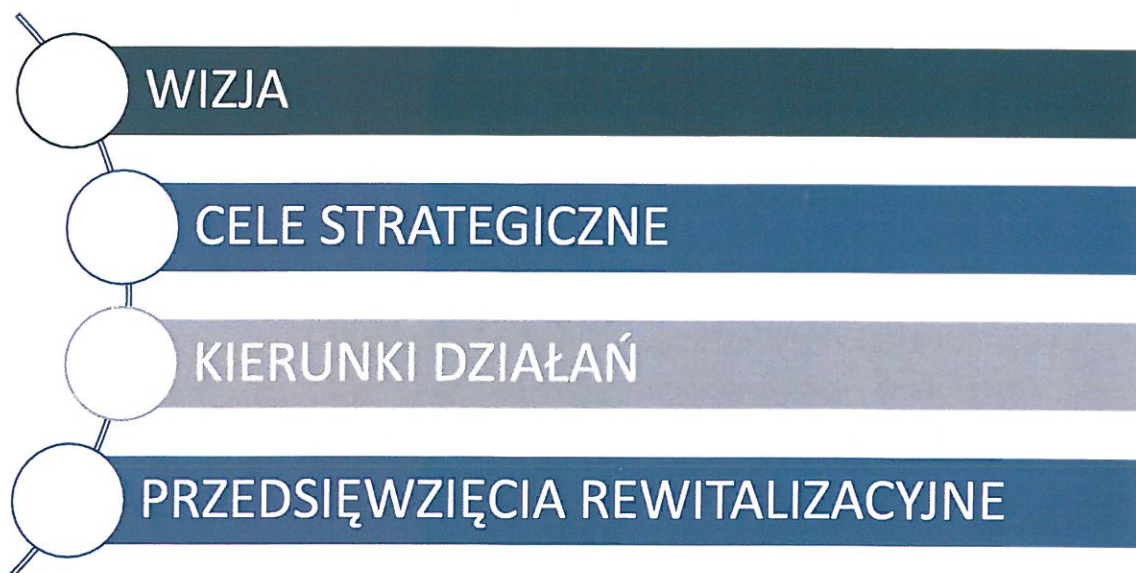 WIZJA
CELE STRATEGICZNE
KIERUNKI DZIAŁAŃ
PRZEDSIĘWZIĘCIA REWITALIZACYJNE